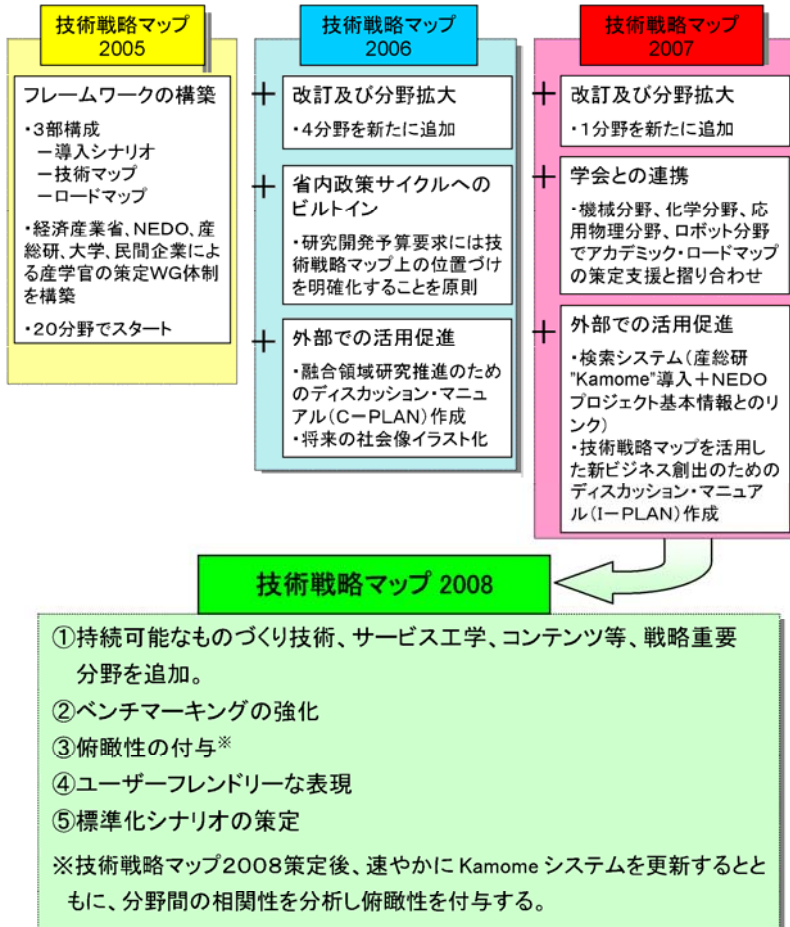 技術戦略マップ
2005
フレームワークの構築
・3部構成
－導入シナリオ
－技術マップ
－ロードマップ
・経済産業省、NEDO、産
総研、大学、民間企業によ
る産学官の策定WG体制
を構築
・20分野でスタート
技術戦略マップ
2006
＋ 改訂及び分野拡大
・4分野を新たに追加
＋ 省内政策サイクルへの
ビルトイン
・研究開発予算要求には技
術戦略マップ上の位置づけ
を明確化することを原則
＋ 外部での活用促進
・融合領域研究推進のため
のディスカッション・マニュ
アル(C－PLAN)作成
・将来の社会像イラスト化
技術戦略マップ
2007
＋ 改訂及び分野拡大
・1分野を新たに追加
＋ 学会との連携
・機械分野、化学分野、応
用物理分野、ロボット分野
でアカデミック・ロードマップ
の策定支援と摺り合わせ
＋ 外部での活用促進
・検索システム(産総研
"Kamome"導入＋NEDO
プロジェクト基本情報とのリ
ンク)
・技術戦略マップを活用し
た新ビジネス創出のための
ディスカッション・マニュア
ル(I－PLAN)作成
技術戦略マップ 2008
①持続可能なものづくり技術、サービス工学、コンテンツ等、戦略重要
分野を追加。
②ベンチマーキングの強化
③俯瞰性の付与※
④ユーザーフレンドリーな表現
⑤標準化シナリオの策定
※技術戦略マップ2008策定後、速やかに Kamome システムを更新するとと
もに、分野間の相関性を分析し俯瞰性を付与する。